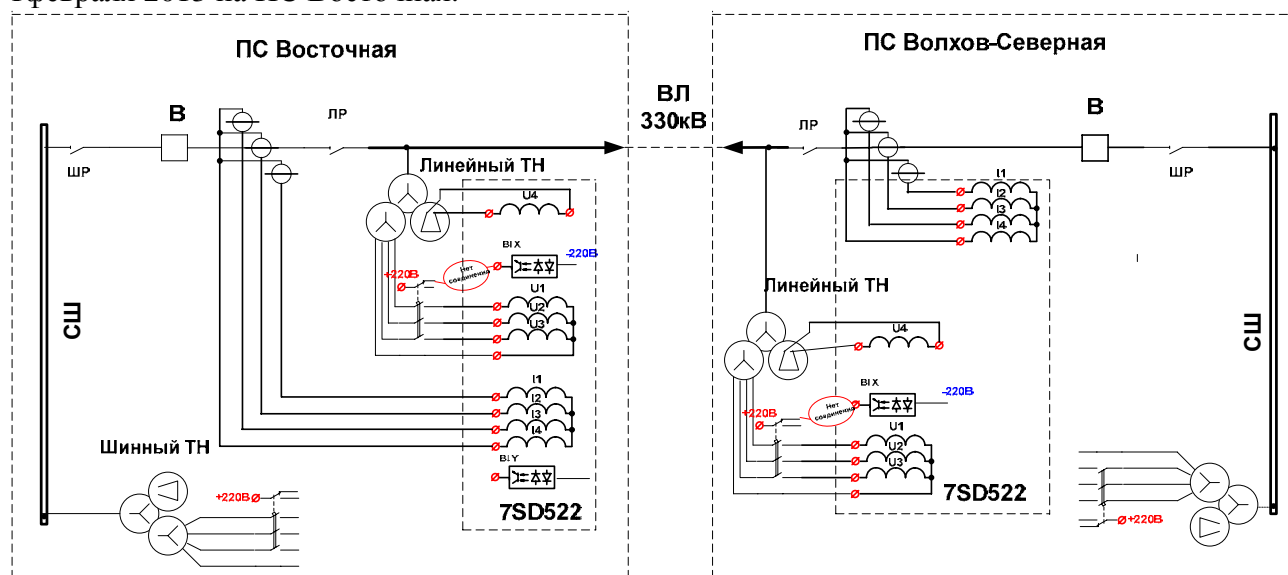 ПС Восточная
ПС Волхов-Северная
ВЛ
330кВ
В
В
ЛР
ЛР
ШР
ШР
Линейный ТН
U4
BIX
-220В
+220В
Нет
соединения
U1
U2
U3
I1
I2
I3
I4
BIY
7SD522
СШ
Шинный ТН
+220В
I1
I2
I3
I4
Линейный ТН
U4
BIX
-220В
+220В
Нет
соединения
U1
U2
U3
7SD522
СШ
+220В